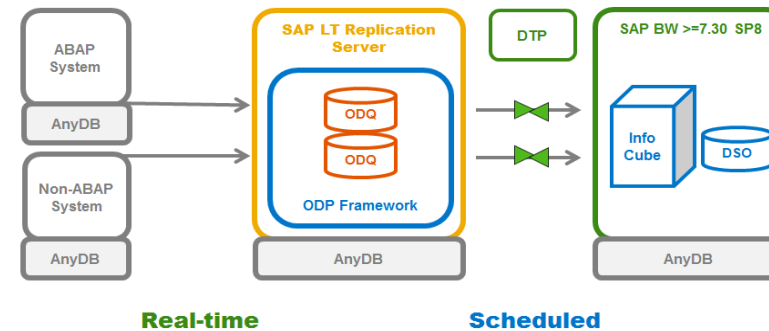 ABAP
System
AnyDB
Non-ABAP
System
AnyDB
SAP LT Replication
Server
ODQ
ODQ
ODP Framework
AnyDB
DTP
SAP BW >=7.30 SP8
Info
Cube
DSO
AnyDB
Real-time
Scheduled